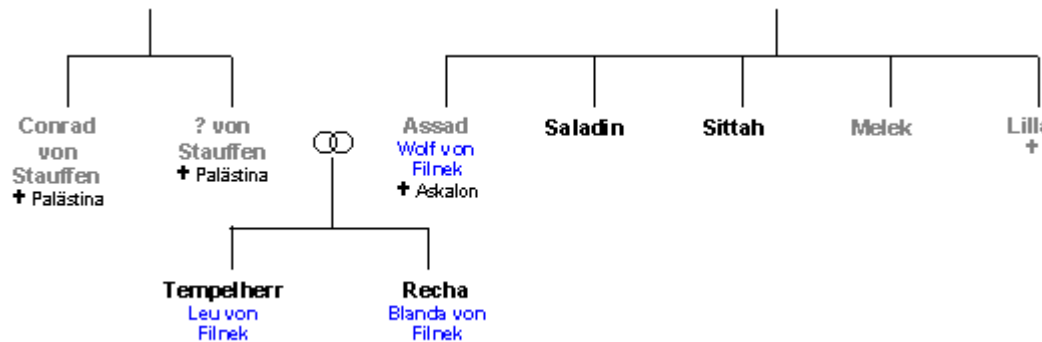 Conrad
von
Stauffen
✝ Palästina
? von
Stauffen
✝ Palästina
Assad
Wolf von
Filnek
✝ Askalon
Saladin
Sittah
Melek
Lilla
✝
Tempelherr
Leu von
Filnek
Recha
Blanda von
Filnek